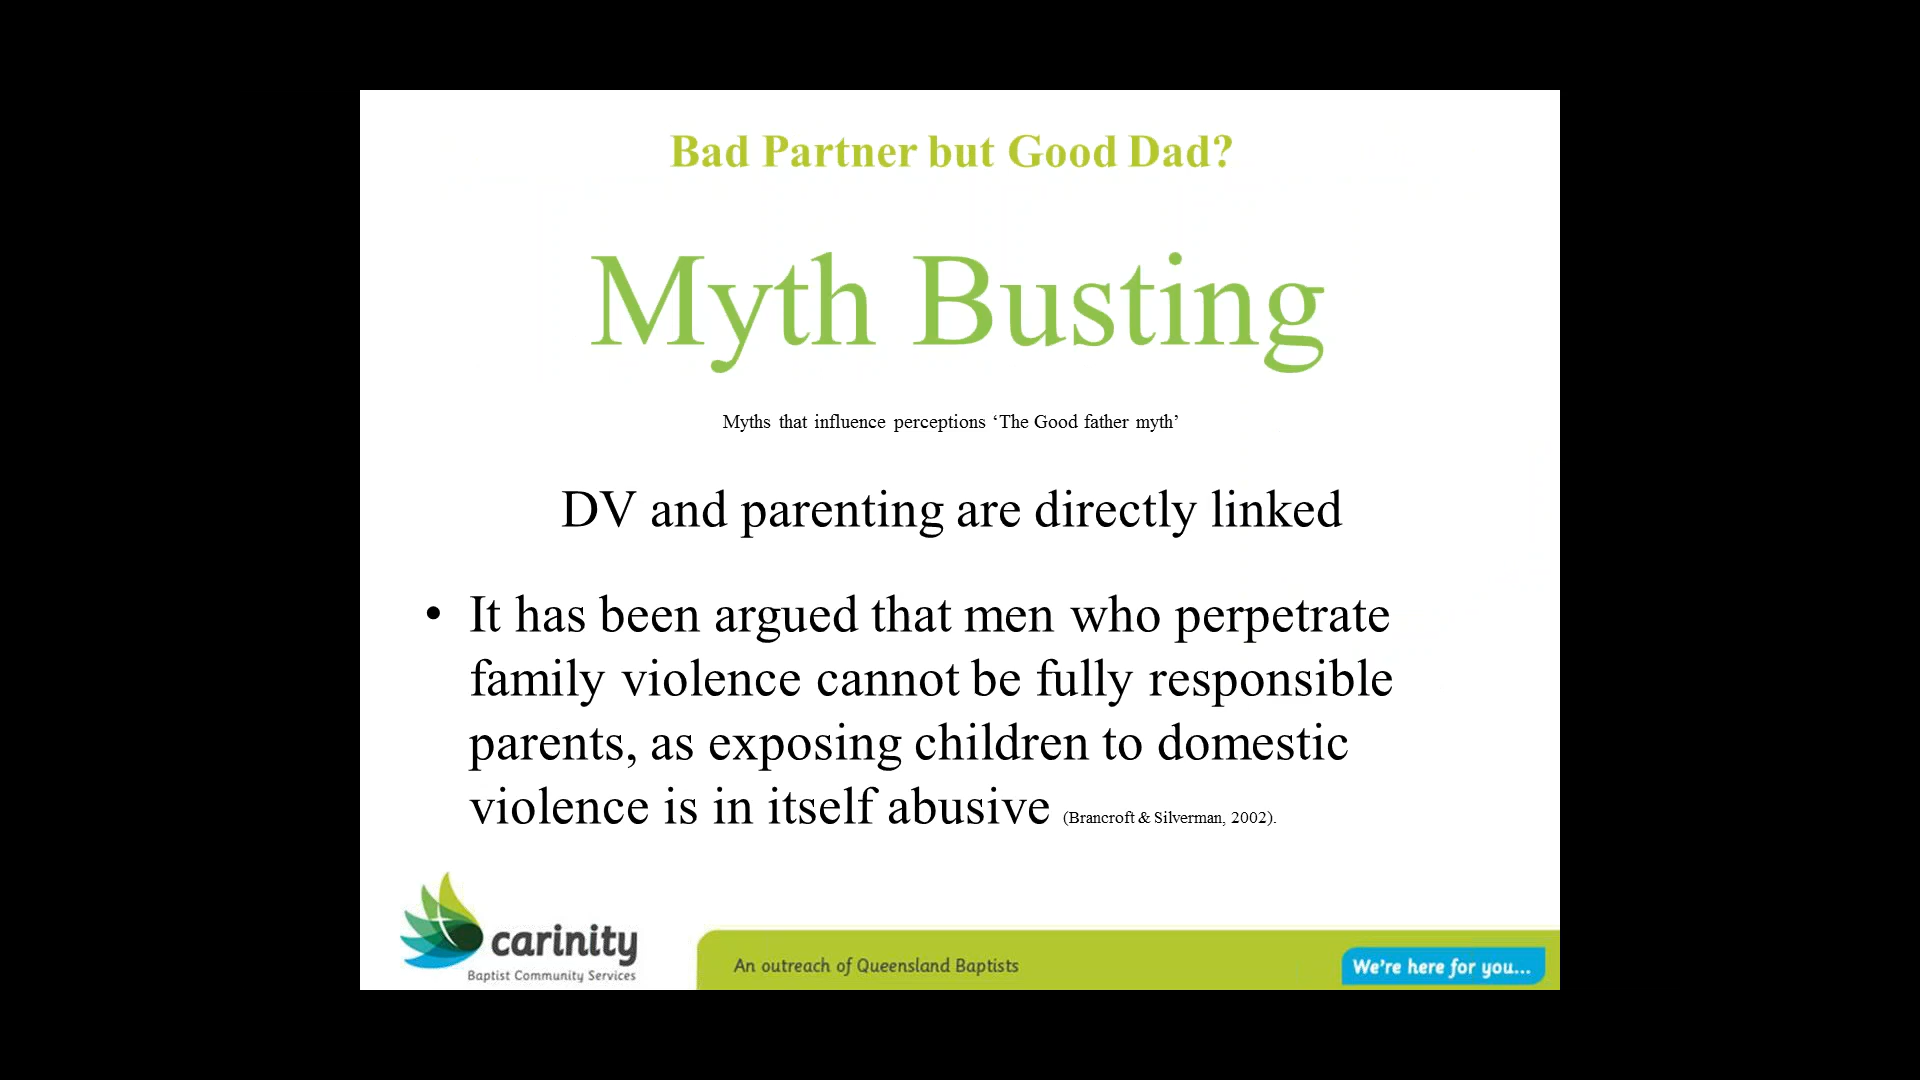 Bad Partner but Good Dad?
Myth Busting
Myths that influence perceptions ‘The Good father myth’
DV and parenting are directly linked
• It has been argued that men who perpetrate
family violence cannot be fully responsible
parents, as exposing children to domestic
violence is in itself abusive (Brancroft & Silverman, 2002).
carinity
Baptist Community Services
An outreach of Queensland Baptists
We're here for you...